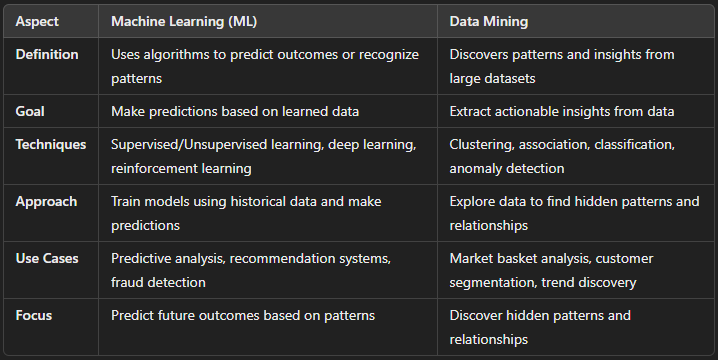 Aspect Machine Learning (ML) Data Mining
Definition Uses algorithms to predict outcomes or recognize patterns Discovers patterns and insights from large datasets
Goal Make predictions based on learned data Extract actionable insights from data
Techniques Supervised/Unsupervised learning, deep learning, reinforcement learning Clustering, association, classification, anomaly detection
Approach Train models using historical data and make predictions Explore data to find hidden patterns and relationships
Use Cases Predictive analysis, recommendation systems, fraud detection Market basket analysis, customer segmentation, trend discovery
Focus Predict future outcomes based on patterns Discover hidden patterns and relationships